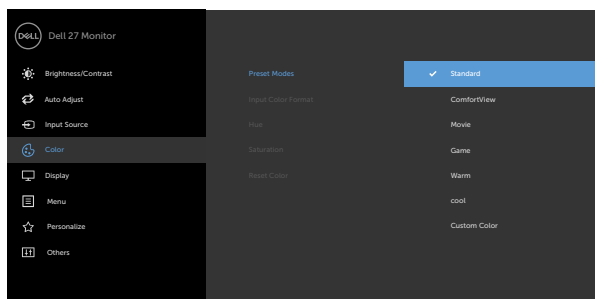 DELL Dell 27 Monitor
Brightness/Contrast
Auto Adjust
Input Source
Color
Display
Menu
Personalize
Others
Preset Modes
Input Color Format
Hue
Saturation
Reset Color
Standard
ComfortView
Movie
Game
Warm
cool
Custom Color